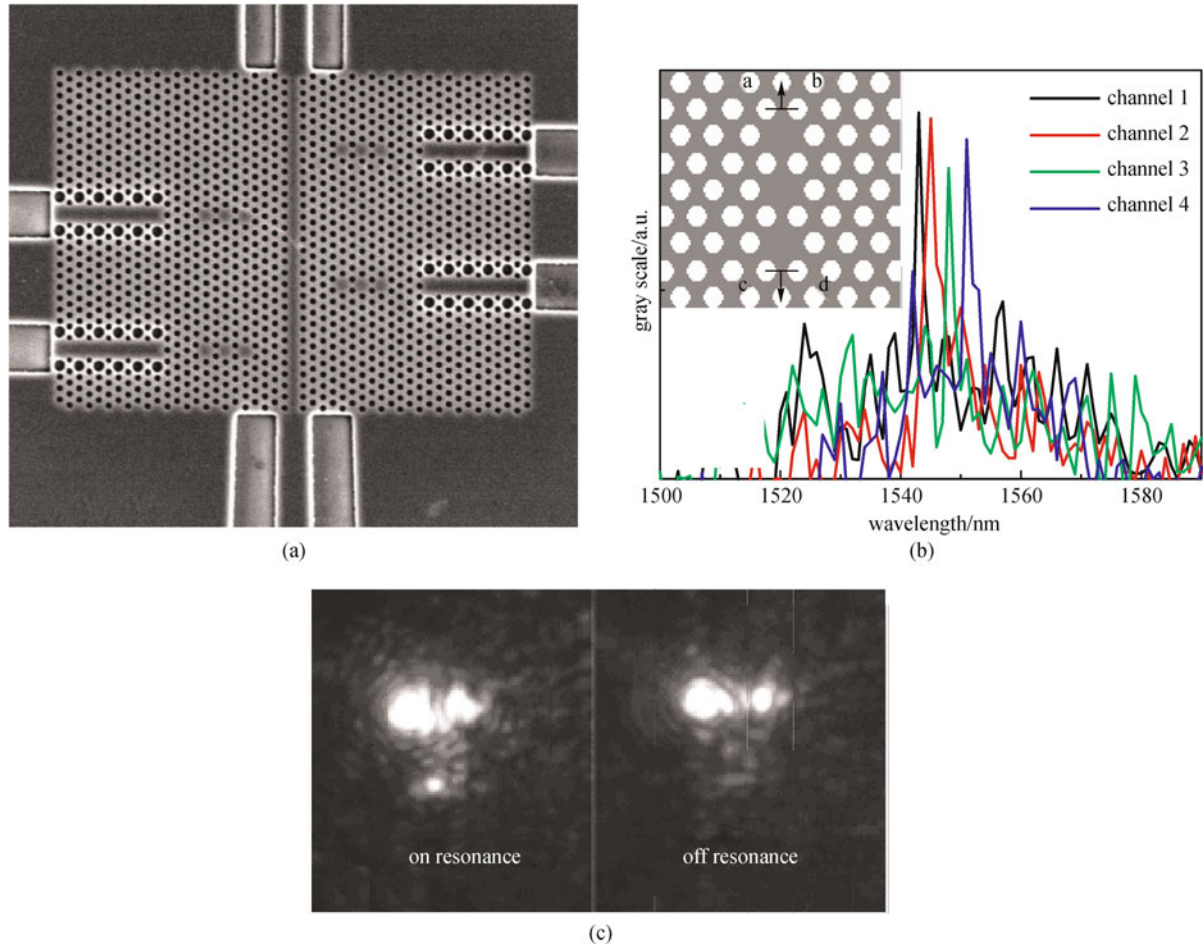 a
b
c
d
channel 1
channel 2
channel 3
channel 4
gray scale/a.u.
1500
1520
1540
1560
1580
wavelength/nm
(a)
(b)
on resonance
off resonance
(c)